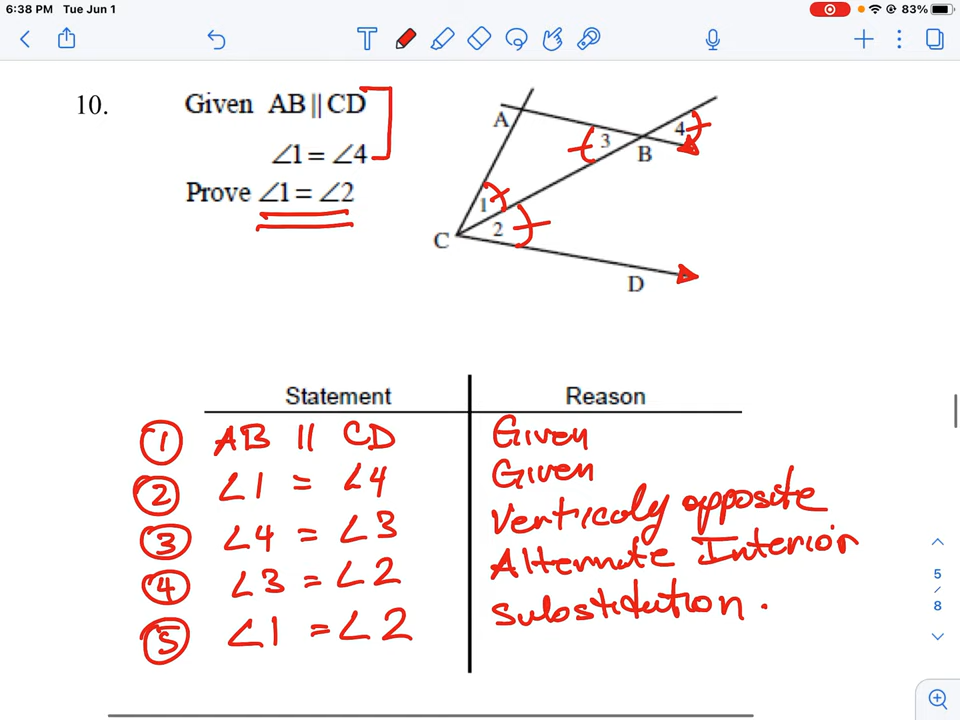 6:38 PM Tue Jun 1
83%
10.
Given AB || CD
∠1 = ∠4
Prove ∠1 = ∠2
A
3
4
B
1
2
C
D
Statement Reason
① AB || CD Given
② ∠1 = ∠4 Given
③ ∠4 = ∠3 Verticaly opposite
④ ∠3 = ∠2 Alternate Interior
⑤ ∠1 = ∠2 substitution.
5
/
8